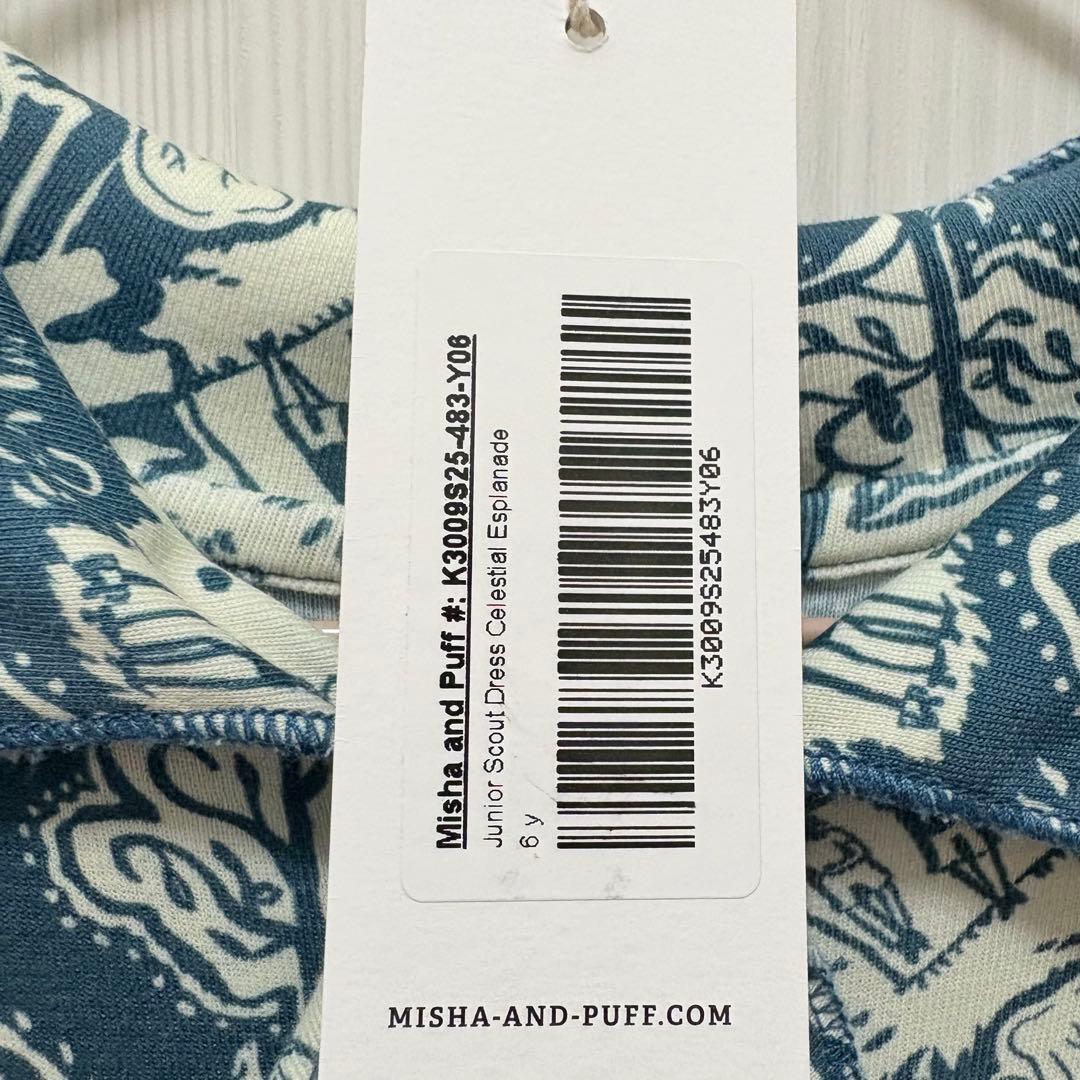 Misha and Puff #: K3009S25-483-Y06
Junior Scout Dress Celestial Esplanade
6 y
K3009S25483Y06
MISHA-AND-PUFF.COM